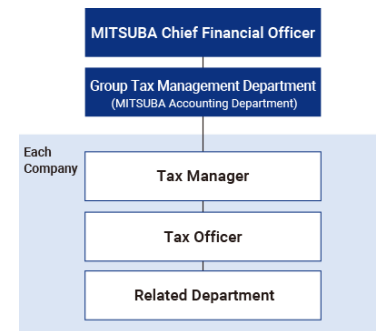 MITSUBA Chief Financial Officer
Group Tax Management Department
(MITSUBA Accounting Department)
Each
Company
Tax Manager
Tax Officer
Related Department